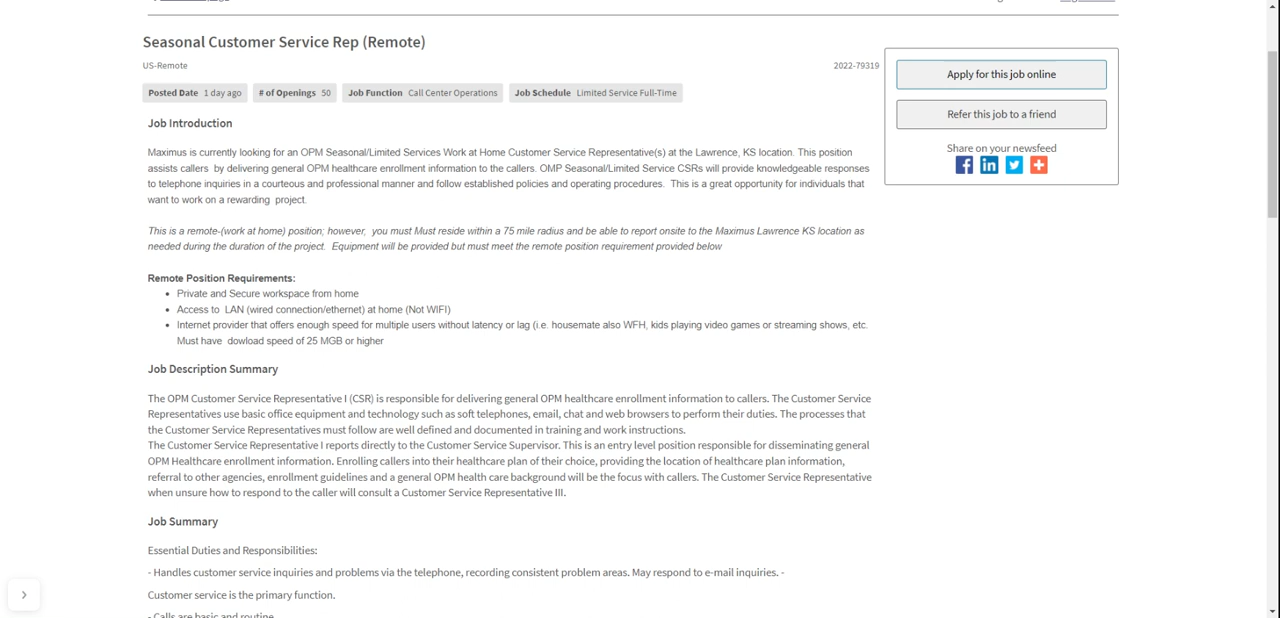 Seasonal Customer Service Rep (Remote)
US-Remote
2022-79319
Posted Date 1 day ago # of Openings 50 Job Function Call Center Operations Job Schedule Limited Service Full-Time
Job Introduction
Maximus is currently looking for an OPM Seasonal/Limited Services Work at Home Customer Service Representative(s) at the Lawrence, KS location. This position
assists callers by delivering general OPM healthcare enrollment information to the callers. OMP Seasonal/Limited Service CSRs will provide knowledgeable responses
to telephone inquiries in a courteous and professional manner and follow established policies and operating procedures. This is a great opportunity for individuals that
want to work on a rewarding project.
This is a remote-(work at home) position; however, you must Must reside within a 75 mile radius and be able to report onsite to the Maximus Lawrence KS location as
needed during the duration of the project. Equipment will be provided but must meet the remote position requirement provided below
Remote Position Requirements:
• Private and Secure workspace from home
• Access to LAN (wired connection/ethernet) at home (Not WIFI)
• Internet provider that offers enough speed for multiple users without latency or lag (i.e. housemate also WFH, kids playing video games or streaming shows, etc.
Must have dowload speed of 25 MGB or higher
Job Description Summary
The OPM Customer Service Representative I (CSR) is responsible for delivering general OPM healthcare enrollment information to callers. The Customer Service
Representatives use basic office equipment and technology such as soft telephones, email, chat and web browsers to perform their duties. The processes that
the Customer Service Representatives must follow are well defined and documented in training and work instructions.
The Customer Service Representative I reports directly to the Customer Service Supervisor. This is an entry level position responsible for disseminating general
OPM Healthcare enrollment information. Enrolling callers into their healthcare plan of their choice, providing the location of healthcare plan information,
referral to other agencies, enrollment guidelines and a general OPM health care background will be the focus with callers. The Customer Service Representative
when unsure how to respond to the caller will consult a Customer Service Representative III.
Job Summary
Essential Duties and Responsibilities:
- Handles customer service inquiries and problems via the telephone, recording consistent problem areas. May respond to e-mail inquiries. -
Customer service is the primary function.
- Calls are basic and routine
Apply for this job online
Refer this job to a friend
Share on your newsfeed